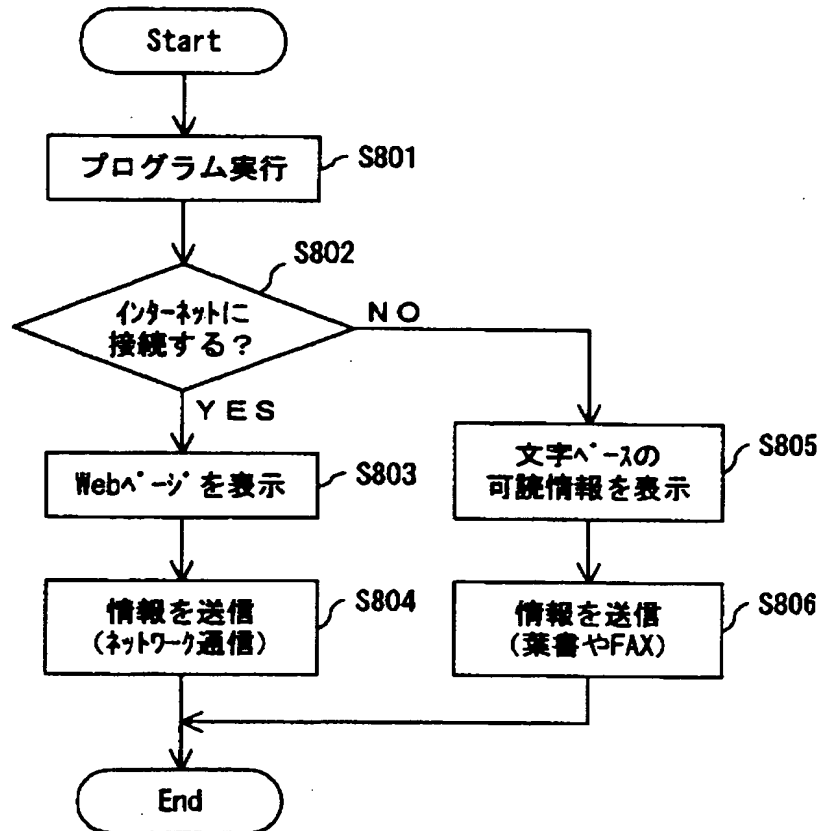 Start
プログラム実行
S801
S802
インターネットに
接続する?
NO
YES
Webページを表示
S803
文字ベースの
可読情報を表示
S805
情報を送信
(ネットワーク通信)
S804
情報を送信
(葉書やFAX)
S806
End